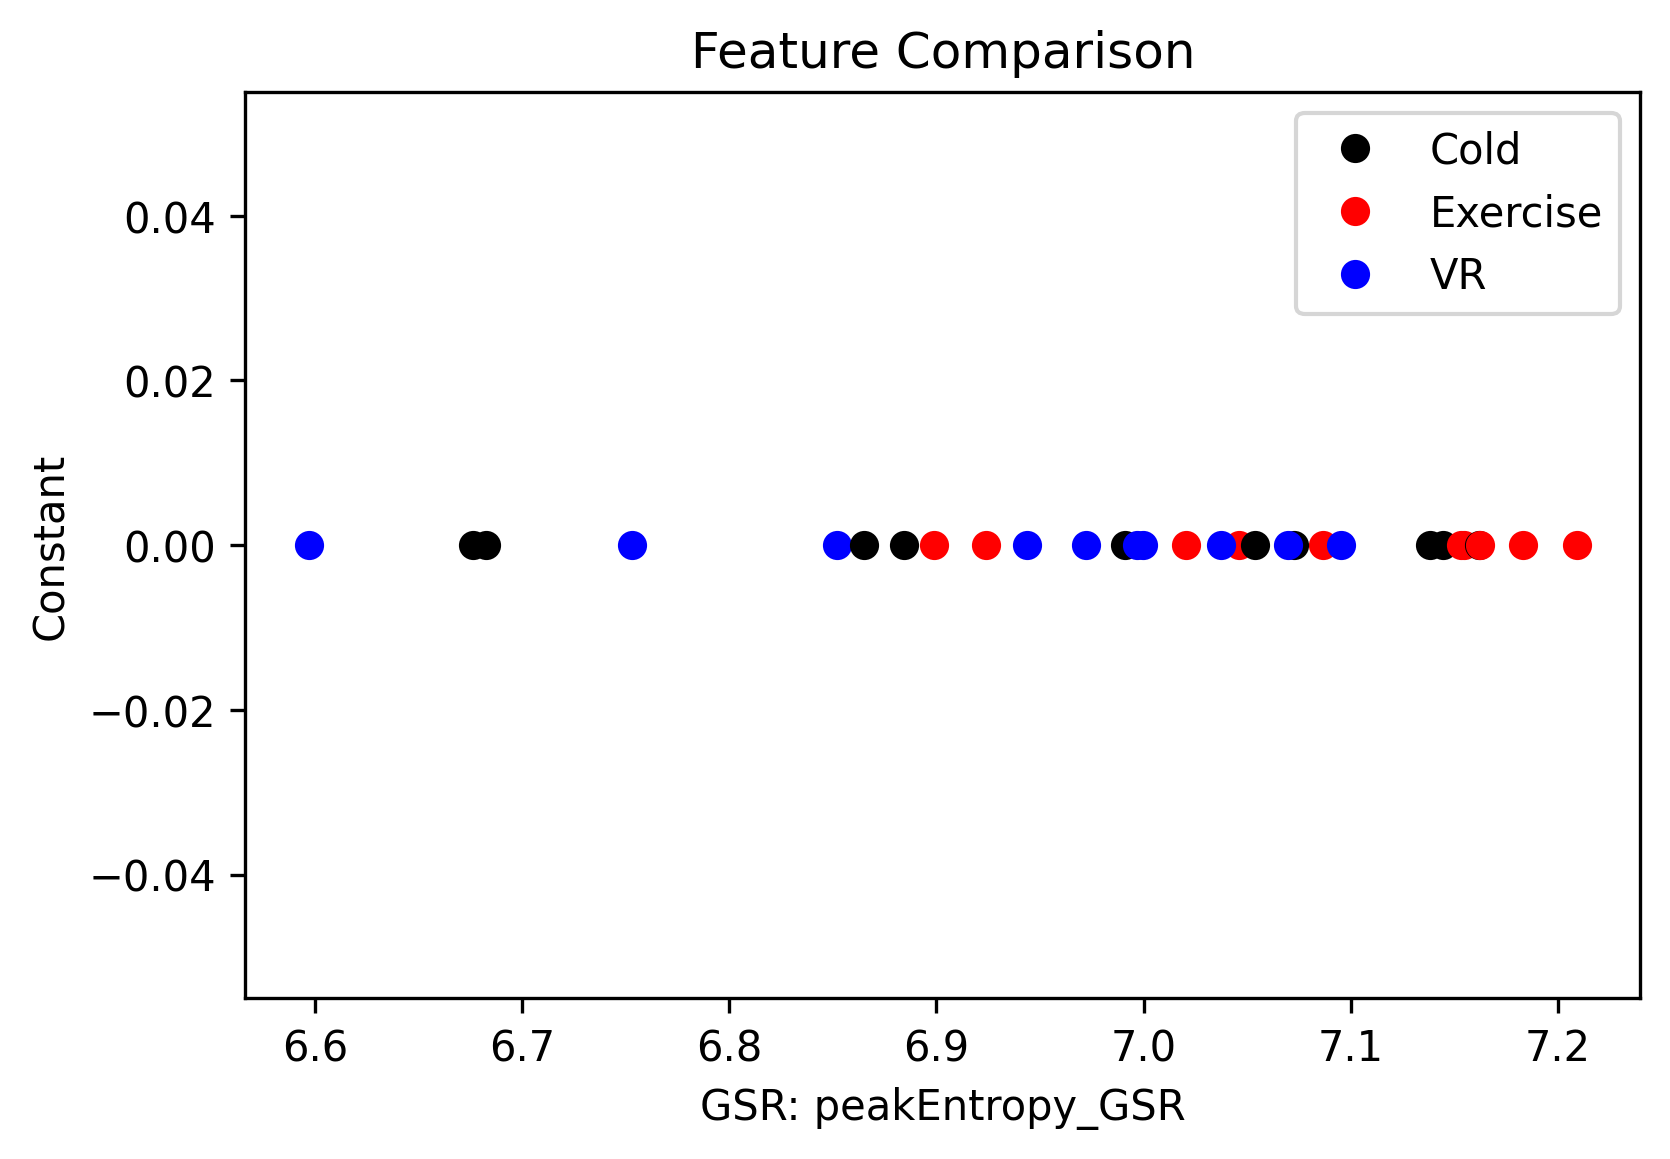 Feature Comparison
Cold
Exercise
VR
0.04
0.02
0.00
−0.02
−0.04
Constant
6.6 6.7 6.8 6.9 7.0 7.1 7.2
GSR: peakEntropy_GSR